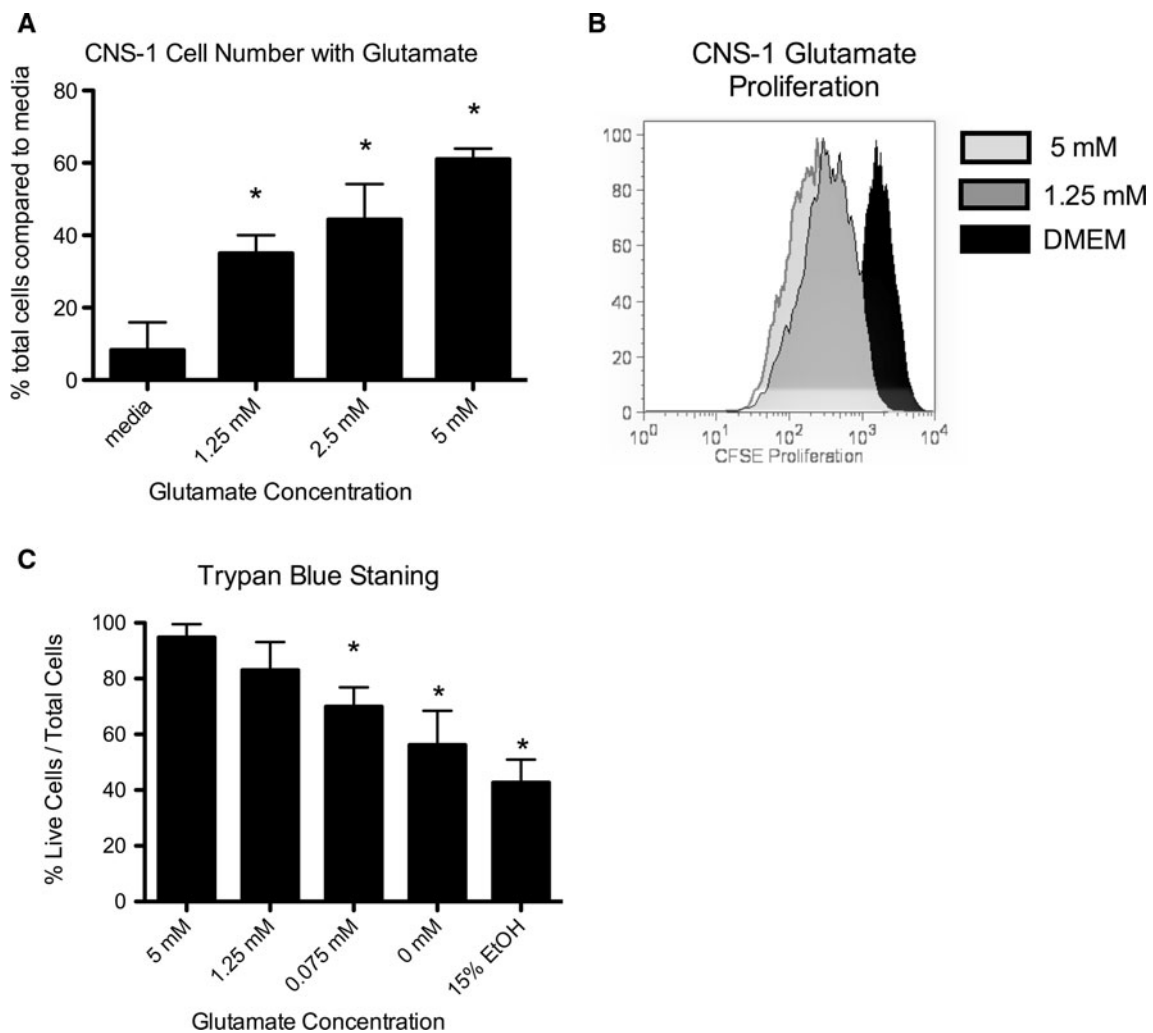 A
CNS-1 Cell Number with Glutamate
% total cells compared to media
80
60
40
20
0
*
*
*
media
1.25 mM
2.5 mM
5 mM
Glutamate Concentration
B
CNS-1 Glutamate
Proliferation
100
80
60
40
20
0
10^0
10^1
10^2
10^3
10^4
CFSE Proliferation
5 mM
1.25 mM
DMEM
C
Trypan Blue Staning
% Live Cells / Total Cells
100
80
60
40
20
0
*
*
*
5 mM
1.25 mM
0.075 mM
0 mM
15% EtOH
Glutamate Concentration